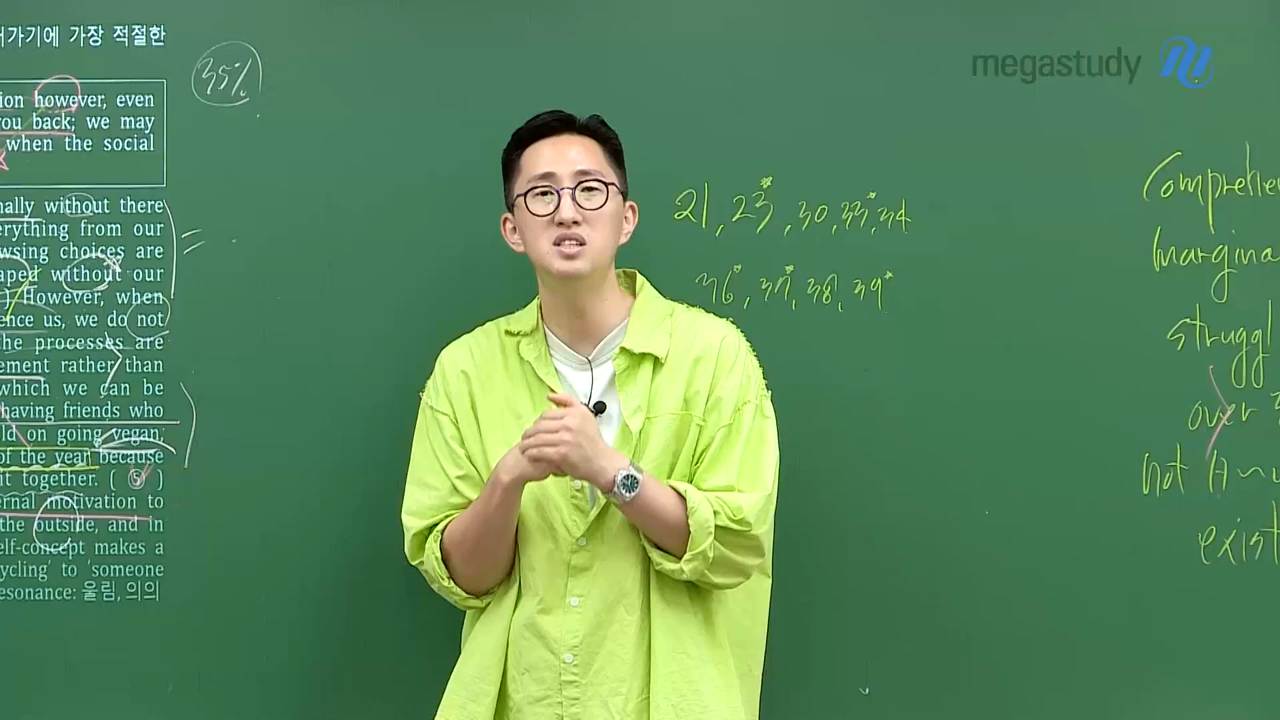 어가기에 가장 적절한
35%
megastudy
ion however, even
you back; we may
when the social
nally without there
erything from our
wsing choices are
aped without our
). However, when
ence us, we do not
the processes are
ement rather than
which we can be
having friends who
ld on going vegan;
of the year because
it together. ( ⑤ )
ernal motivation to
the outside, and in
elf-concept makes a
ycling’ to ‘someone
esonance: 울림, 의의
21, 23*, 30, 33*, 34
36*, 37*, 38, 39*
Comprehe
margina
struggl
over
not
exist